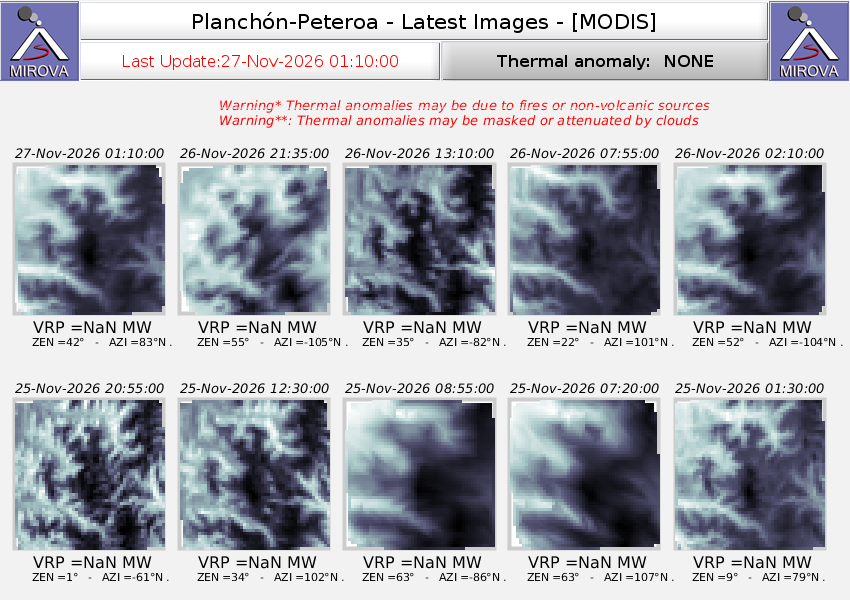 Planchón-Peteroa - Latest Images - [MODIS]
MIROVA
Last Update:27-Nov-2026 01:10:00
Thermal anomaly: NONE
MIROVA
Warning* Thermal anomalies may be due to fires or non-volcanic sources
Warning**: Thermal anomalies may be masked or attenuated by clouds
27-Nov-2026 01:10:00
26-Nov-2026 21:35:00
26-Nov-2026 13:10:00
26-Nov-2026 07:55:00
26-Nov-2026 02:10:00
VRP =NaN MW
VRP =NaN MW
VRP =NaN MW
VRP =NaN MW
VRP =NaN MW
ZEN =42° - AZI =83°N .
ZEN =55° - AZI =-105°N .
ZEN =35° - AZI =-82°N .
ZEN =22° - AZI =101°N .
ZEN =52° - AZI =-104°N .
25-Nov-2026 20:55:00
25-Nov-2026 12:30:00
25-Nov-2026 08:55:00
25-Nov-2026 07:20:00
25-Nov-2026 01:30:00
VRP =NaN MW
VRP =NaN MW
VRP =NaN MW
VRP =NaN MW
VRP =NaN MW
ZEN =1° - AZI =-61°N .
ZEN =34° - AZI =102°N .
ZEN =63° - AZI =-86°N .
ZEN =63° - AZI =107°N .
ZEN =9° - AZI =79°N .